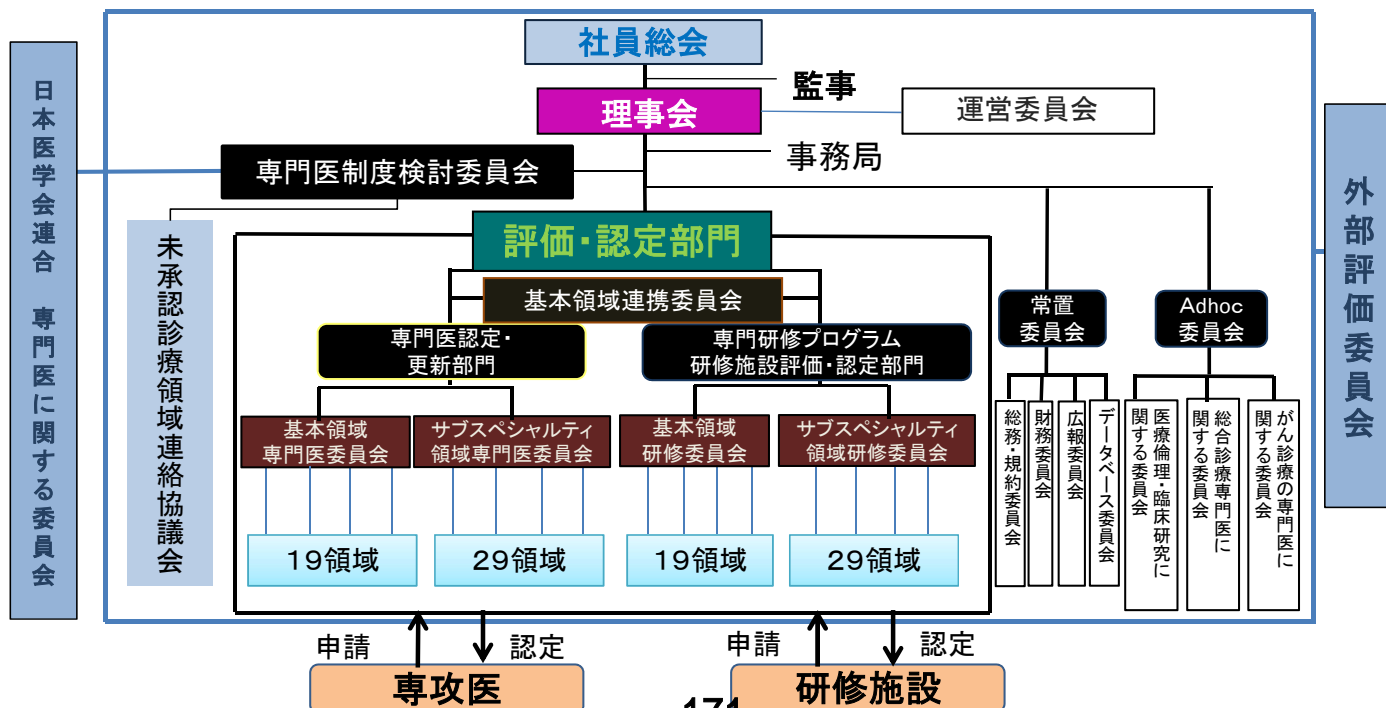 社員総会
監事
理事会
運営委員会
事務局
専門医制度検討委員会
日本医学会連合 専門医に関する委員会
外部評価委員会
未承認診療領域連絡協議会
評価・認定部門
基本領域連携委員会
専門医認定・
更新部門
専門研修プログラム
研修施設評価・認定部門
常置
委員会
Adhoc
委員会
基本領域
専門医委員会
サブスペシャルティ
領域専門医委員会
基本領域
研修委員会
サブスペシャルティ
領域研修委員会
総務・規約委員会
財務委員会
広報委員会
データベース委員会
医療倫理・臨床研究に
関する委員会
総合診療専門医に
関する委員会
がん診療の専門医に
関する委員会
19領域
29領域
19領域
29領域
申請
認定
申請
認定
専攻医
研修施設
171